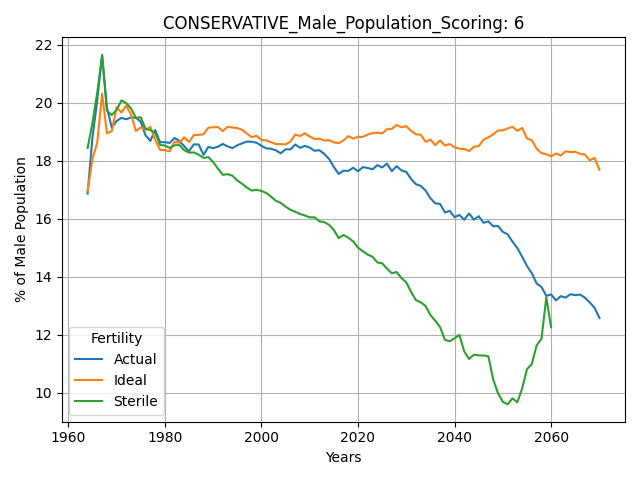 CONSERVATIVE_Male_Population_Scoring: 6
22
20
18
16
14
12
10
% of Male Population
Fertility
Actual
Ideal
Sterile
1960 1980 2000 2020 2040 2060
Years